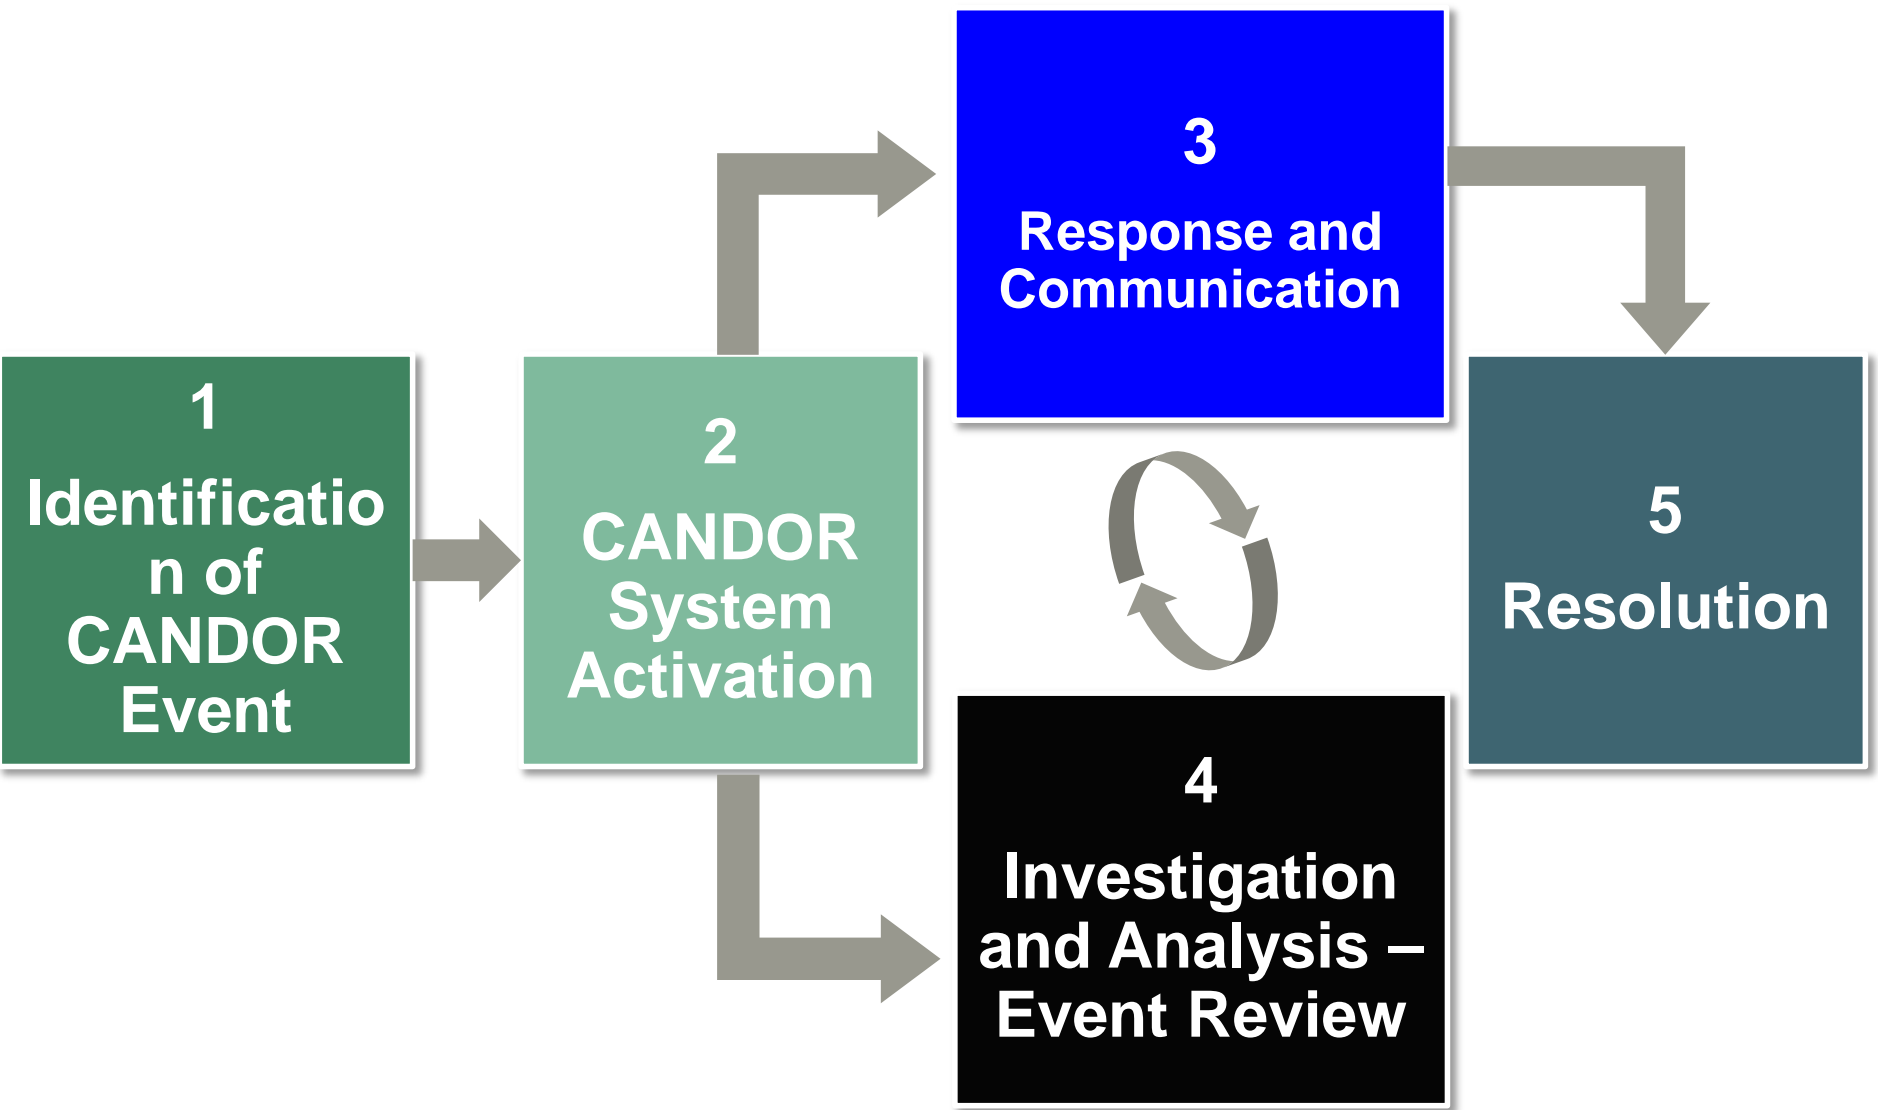 1
Identificatio
n of
CANDOR
Event
2
CANDOR
System
Activation
3
Response and
Communication
4
Investigation
and Analysis –
Event Review
5
Resolution